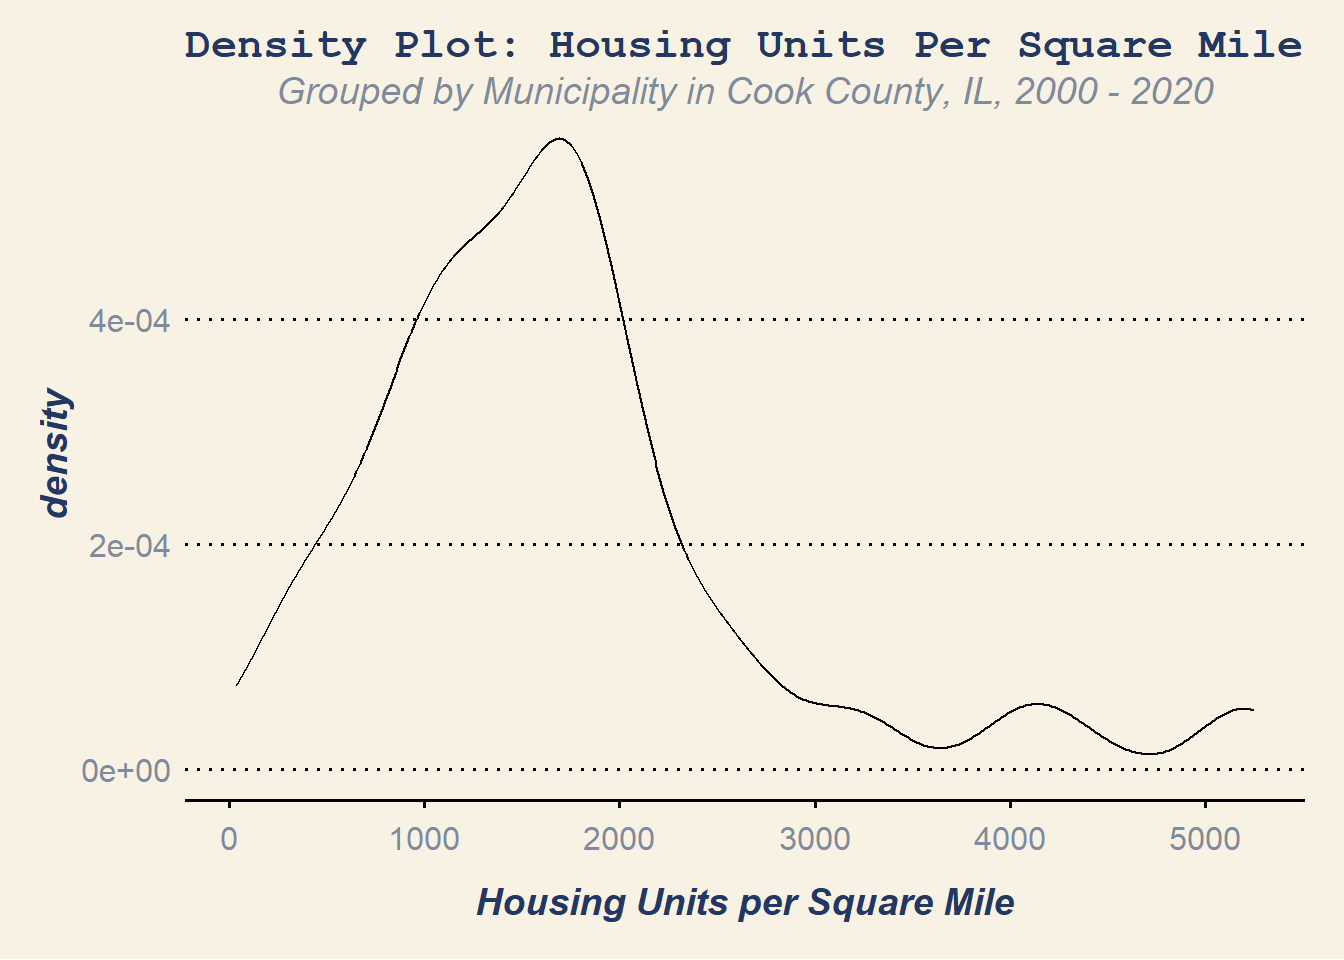 Density Plot: Housing Units Per Square Mile
Grouped by Municipality in Cook County, IL, 2000 - 2020
density
4e-04
2e-04
0e+00
0 1000 2000 3000 4000 5000
Housing Units per Square Mile